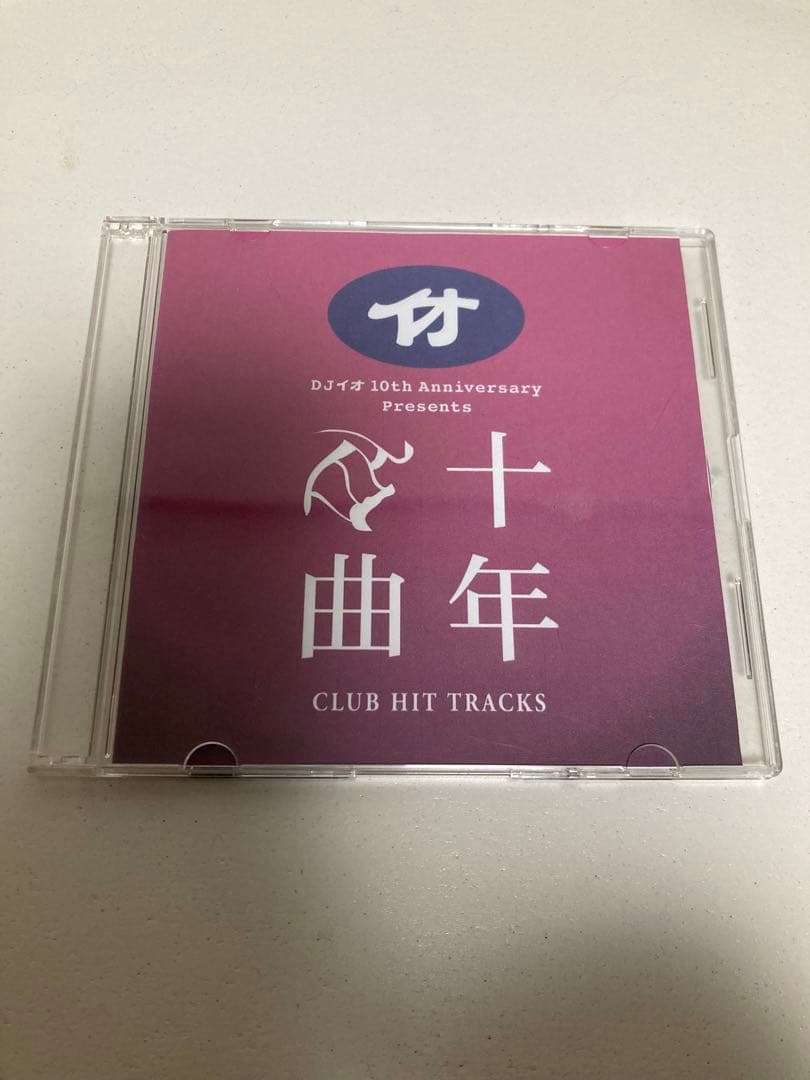 イオ
DJイオ 10th Anniversary
Presents
十年
曲
CLUB HIT TRACKS